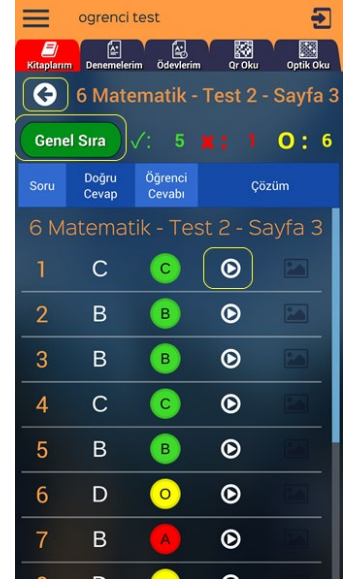 ogrenci test
Kitaplarım Denemelerim Ödevlerim Qr Oku Optik Oku
6 Matematik - Test 2 - Sayfa 3
Genel Sıra ✓: 5 x: 1 O: 6
Soru Doğru Cevap Öğrenci Cevabı Çözüm
6 Matematik - Test 2 - Sayfa 3
1 C C
2 B B
3 B B
4 C C
5 B B
6 D O
7 B A